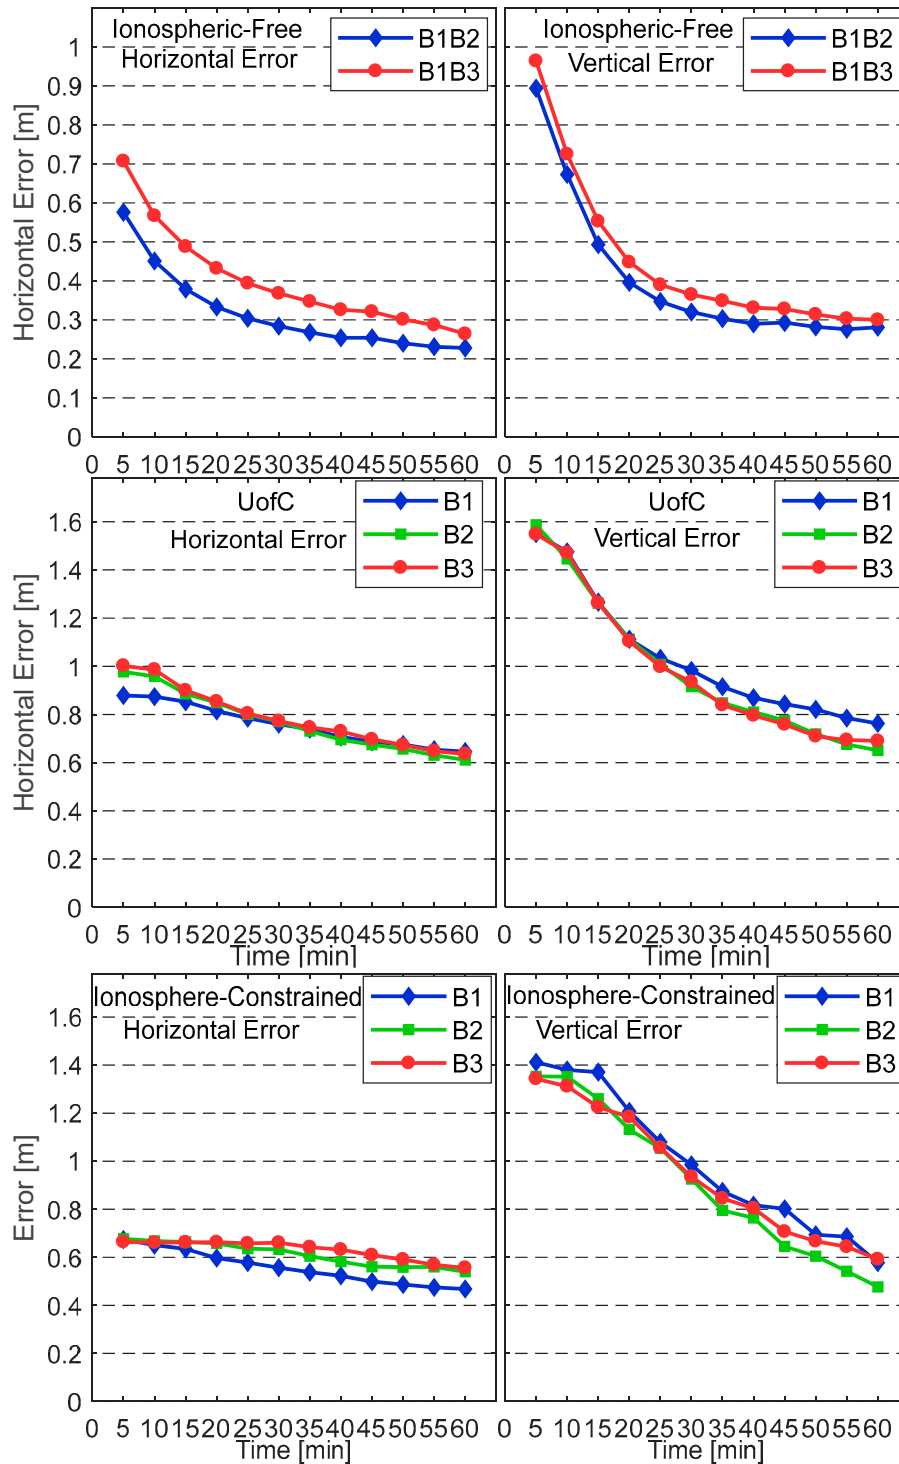 Ionospheric-Free
Horizontal Error
B1B2
B1B3
Horizontal Error [m]
1
0.9
0.8
0.7
0.6
0.5
0.4
0.3
0.2
0.1
0
0 5 10 15 20 25 30 35 40 45 50 55 60
Ionospheric-Free
Vertical Error
B1B2
B1B3
5 10 15 20 25 30 35 40 45 50 55 60
UofC
Horizontal Error
B1
B2
B3
Horizontal Error [m]
1.6
1.4
1.2
1
0.8
0.6
0.4
0.2
0
0 5 10 15 20 25 30 35 40 45 50 55 60
Time [min]
UofC
Vertical Error
B1
B2
B3
0 5 10 15 20 25 30 35 40 45 50 55 60
Time [min]
Ionosphere-Constrained
Horizontal Error
B1
B2
B3
Error [m]
1.6
1.4
1.2
1
0.8
0.6
0.4
0.2
0
0 5 10 15 20 25 30 35 40 45 50 55 60
Time [min]
Ionosphere-Constrained
Vertical Error
B1
B2
B3
0 5 10 15 20 25 30 35 40 45 50 55 60
Time [min]